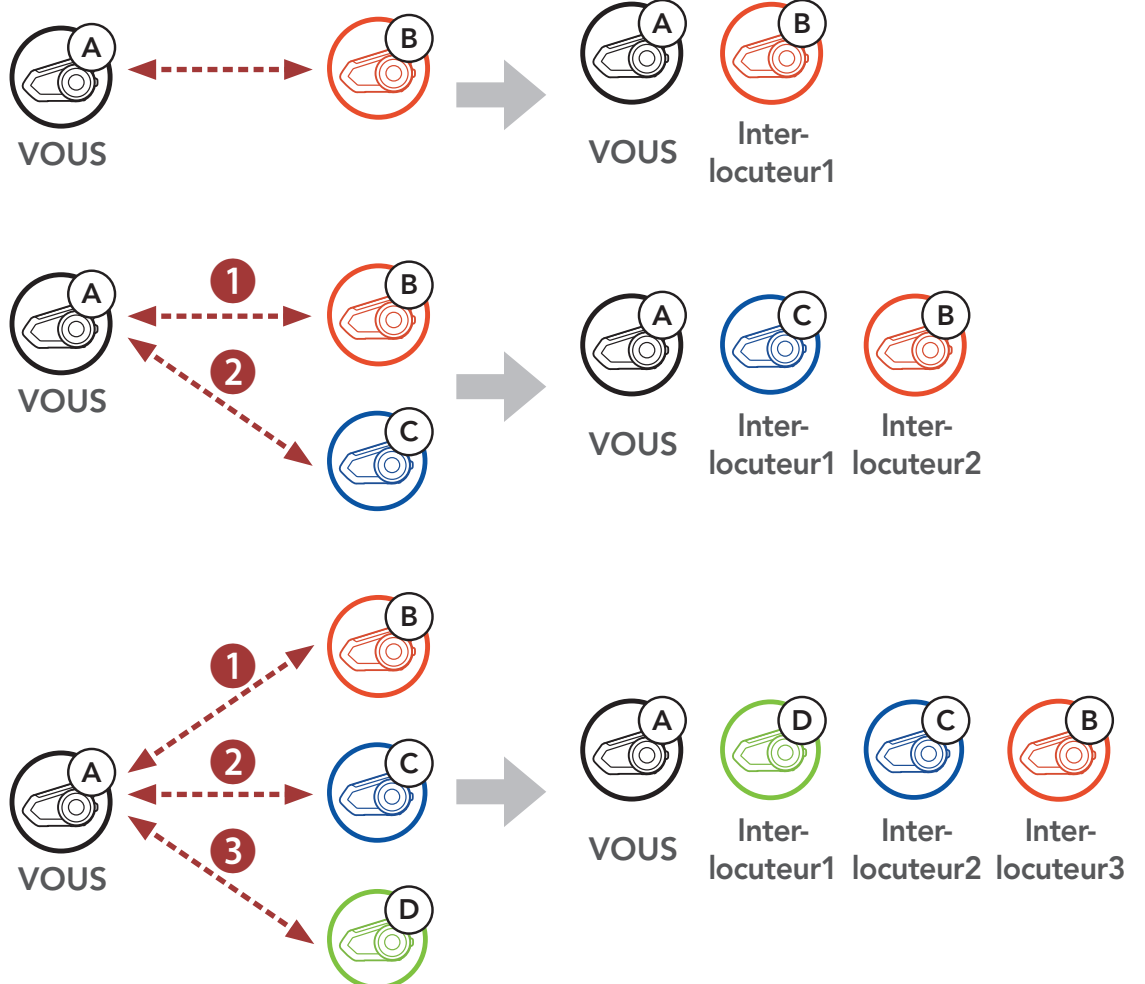 A
B
VOUS
A
B
VOUS
Inter-
locuteur1
A
1
B
2
VOUS
C
A
C
B
VOUS
Inter-
locuteur1
Inter-
locuteur2
B
1
A
2
C
VOUS
3
D
A
D
C
B
VOUS
Inter-
locuteur1
Inter-
locuteur2
Inter-
locuteur3